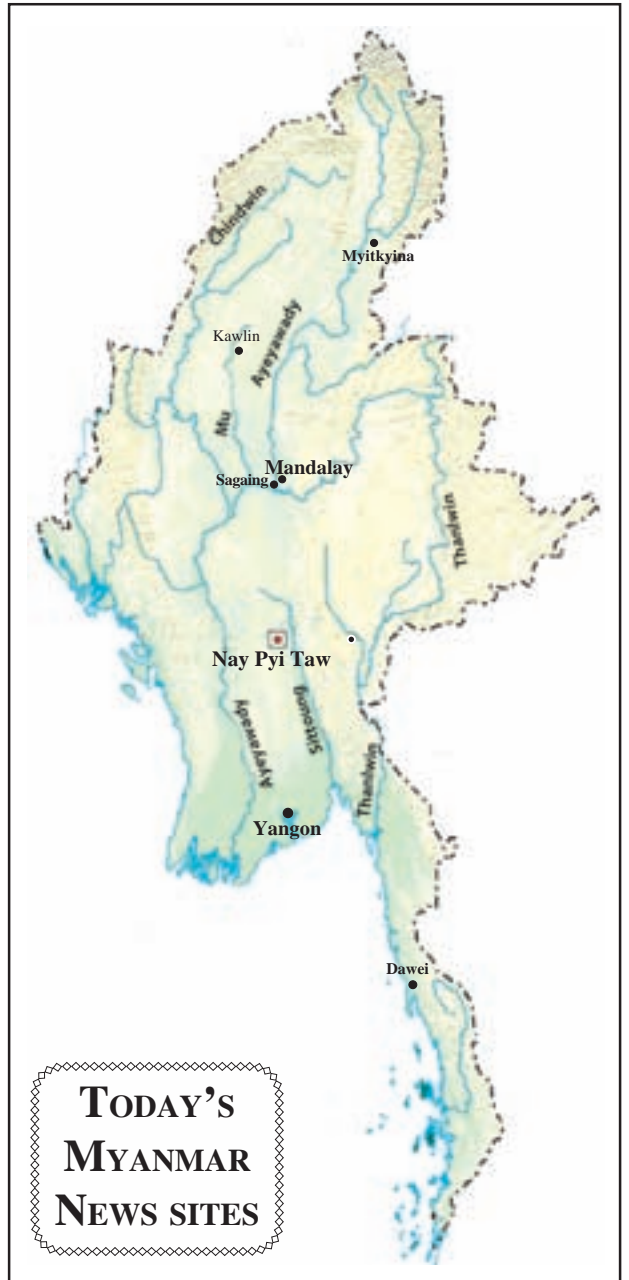 Chindwin
Myitkyina
Kawlin
Ayeyawady
Mu
Mandalay
Sagaing
Thanlwin
Nay Pyi Taw
Ayeyawady
Sittoung
Thanlwin
Yangon
Dawei
TODAY'S
MYANMAR
NEWS SITES